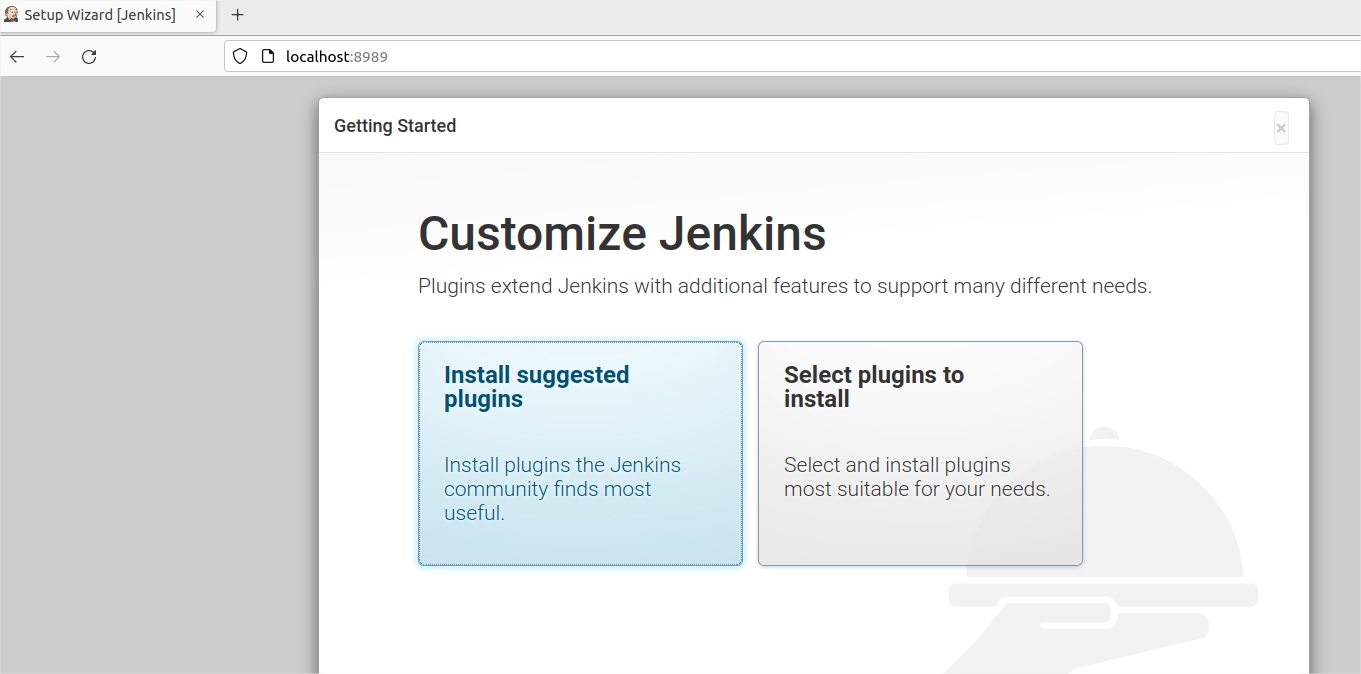 Setup Wizard [Jenkins]
localhost:8989
Getting Started
Customize Jenkins
Plugins extend Jenkins with additional features to support many different needs.
Install suggested
plugins
Install plugins the Jenkins
community finds most
useful.
Select plugins to
install
Select and install plugins
most suitable for your needs.